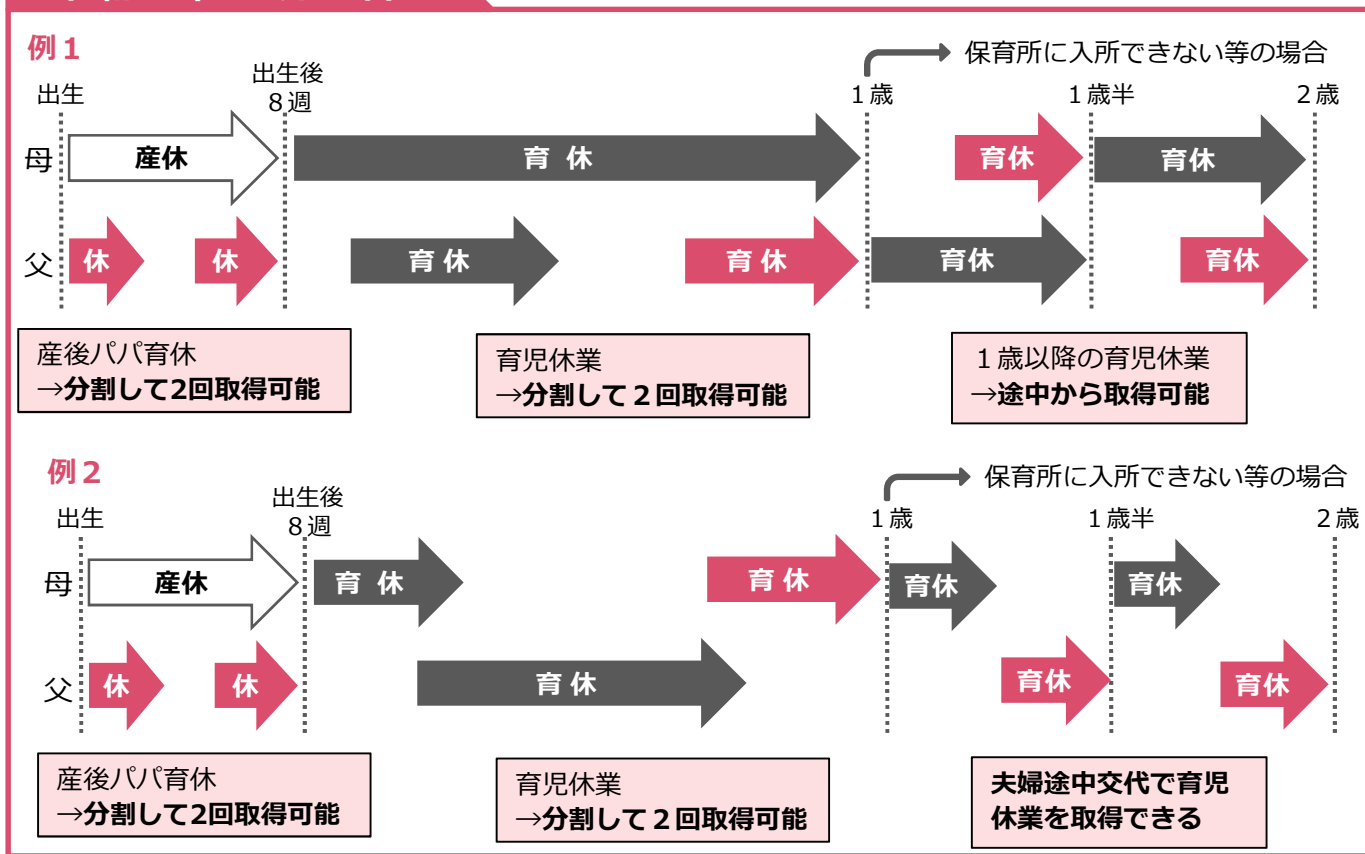 例1
保育所に入所できない等の場合
出生
出生後
8週
1歳
1歳半
2歳
母
産休
育 休
育休
育休
父
休
休
育 休
育 休
育休
育休
産後パパ育休
→分割して2回取得可能
育児休業
→分割して２回取得可能
１歳以降の育児休業
→途中から取得可能
例2
保育所に入所できない等の場合
出生
出生後
8週
1歳
1歳半
2歳
母
産休
育 休
育 休
育休
育休
父
休
休
育 休
育休
育休
産後パパ育休
→分割して2回取得可能
育児休業
→分割して２回取得可能
夫婦途中交代で育児
休業を取得できる